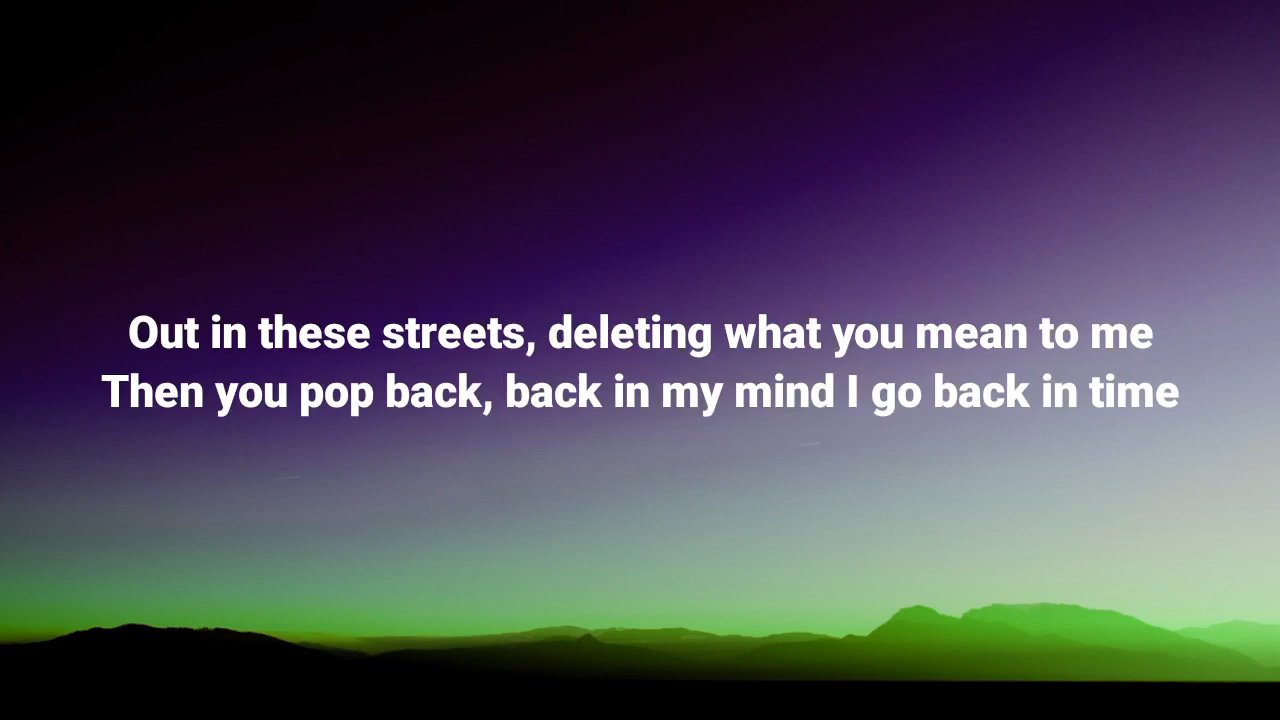 Out in these streets, deleting what you mean to me
Then you pop back, back in my mind I go back in time